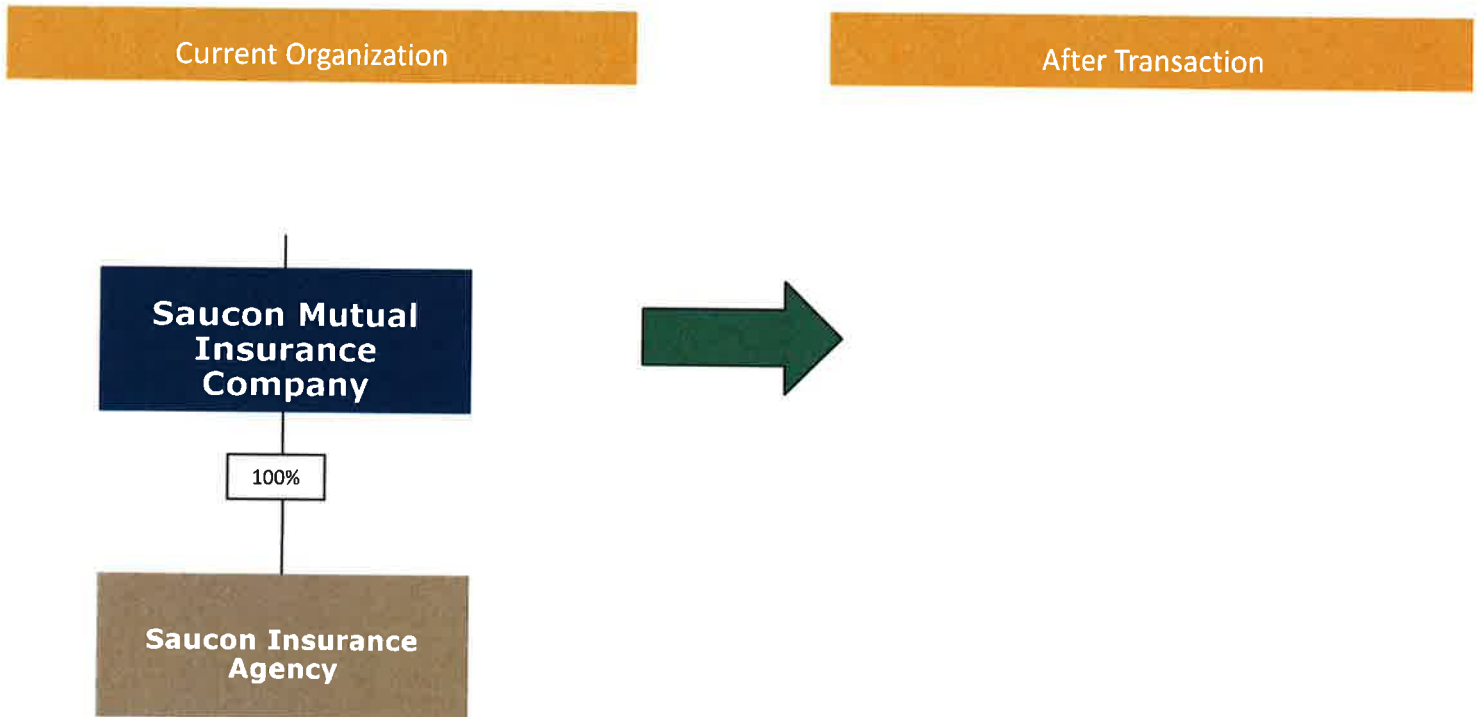 Current Organization
After Transaction
Saucon Mutual
Insurance
Company
100%
Saucon Insurance
Agency